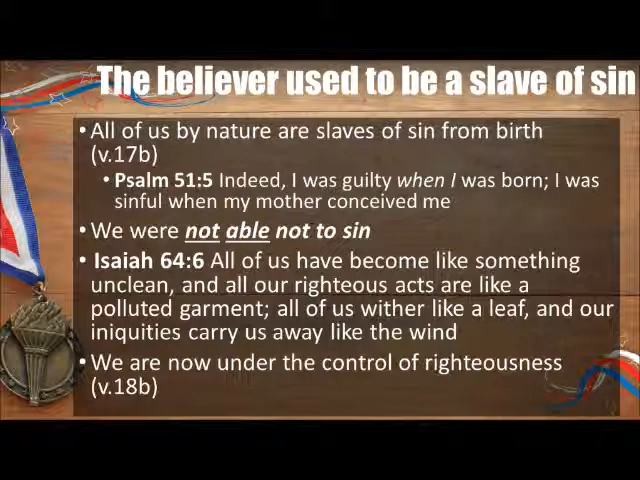 The believer used to be a slave of sin
• All of us by nature are slaves of sin from birth
(v.17b)
• Psalm 51:5 Indeed, I was guilty when I was born; I was
sinful when my mother conceived me
• We were not able not to sin
• Isaiah 64:6 All of us have become like something
unclean, and all our righteous acts are like a
polluted garment; all of us wither like a leaf, and our
iniquities carry us away like the wind
• We are now under the control of righteousness
(v.18b)